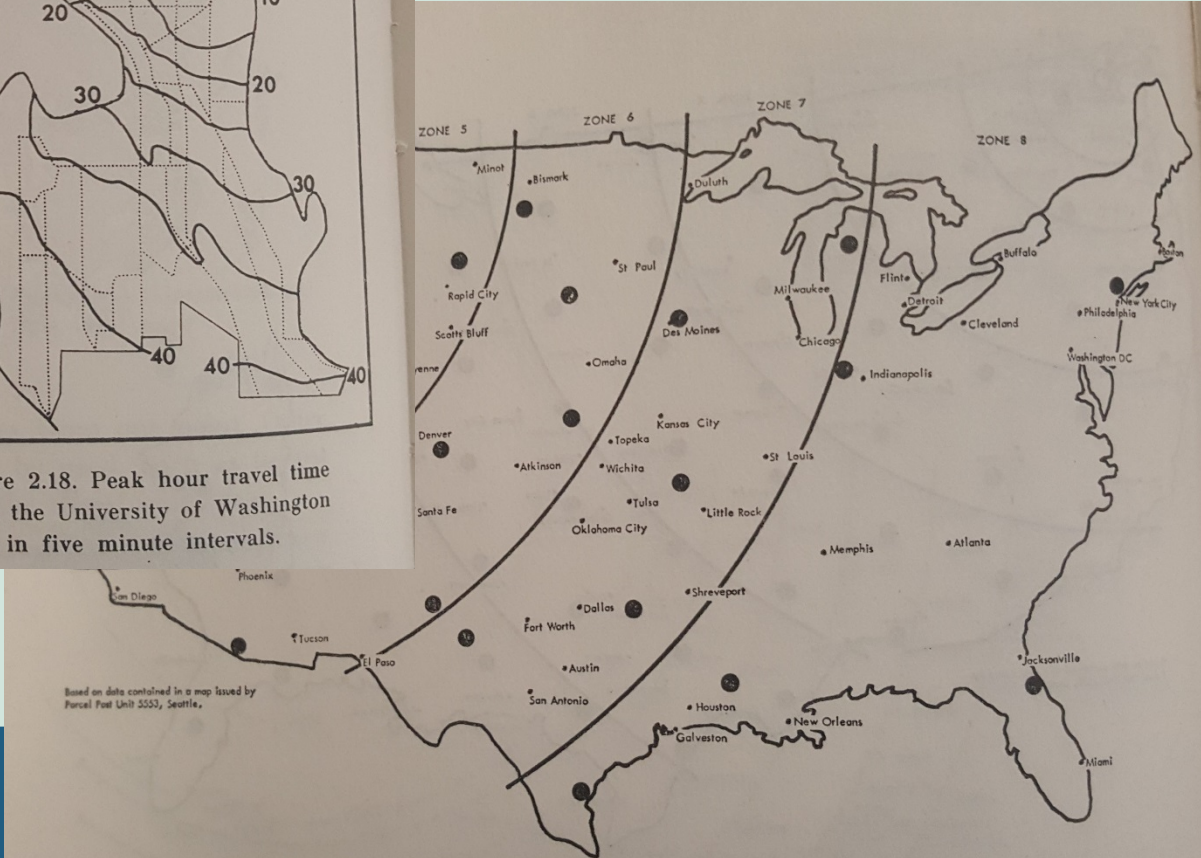 20
10
20
30
30
40
40
40
re 2.18. Peak hour travel time
the University of Washington
in five minute intervals.
ZONE 5
ZONE 6
ZONE 7
ZONE 8
Minot
Bismark
Duluth
St Paul
Rapid City
Scotts Bluff
Des Moines
Milwaukee
Flint
Detroit
Buffalo
Cleveland
New York City
Philadelphia
Washington DC
Chicago
Indianapolis
Omaha
enne
Denver
Topeka
Kansas City
Atkinson
Wichita
St Louis
Santa Fe
Tulsa
Oklahoma City
Little Rock
Memphis
Atlanta
Phoenix
San Diego
Tucson
El Paso
Dallas
Fort Worth
Shreveport
Austin
San Antonio
Houston
Galveston
New Orleans
Jacksonville
Miami
Based on data contained in a map issued by
Parcel Post Unit 5553, Seattle.